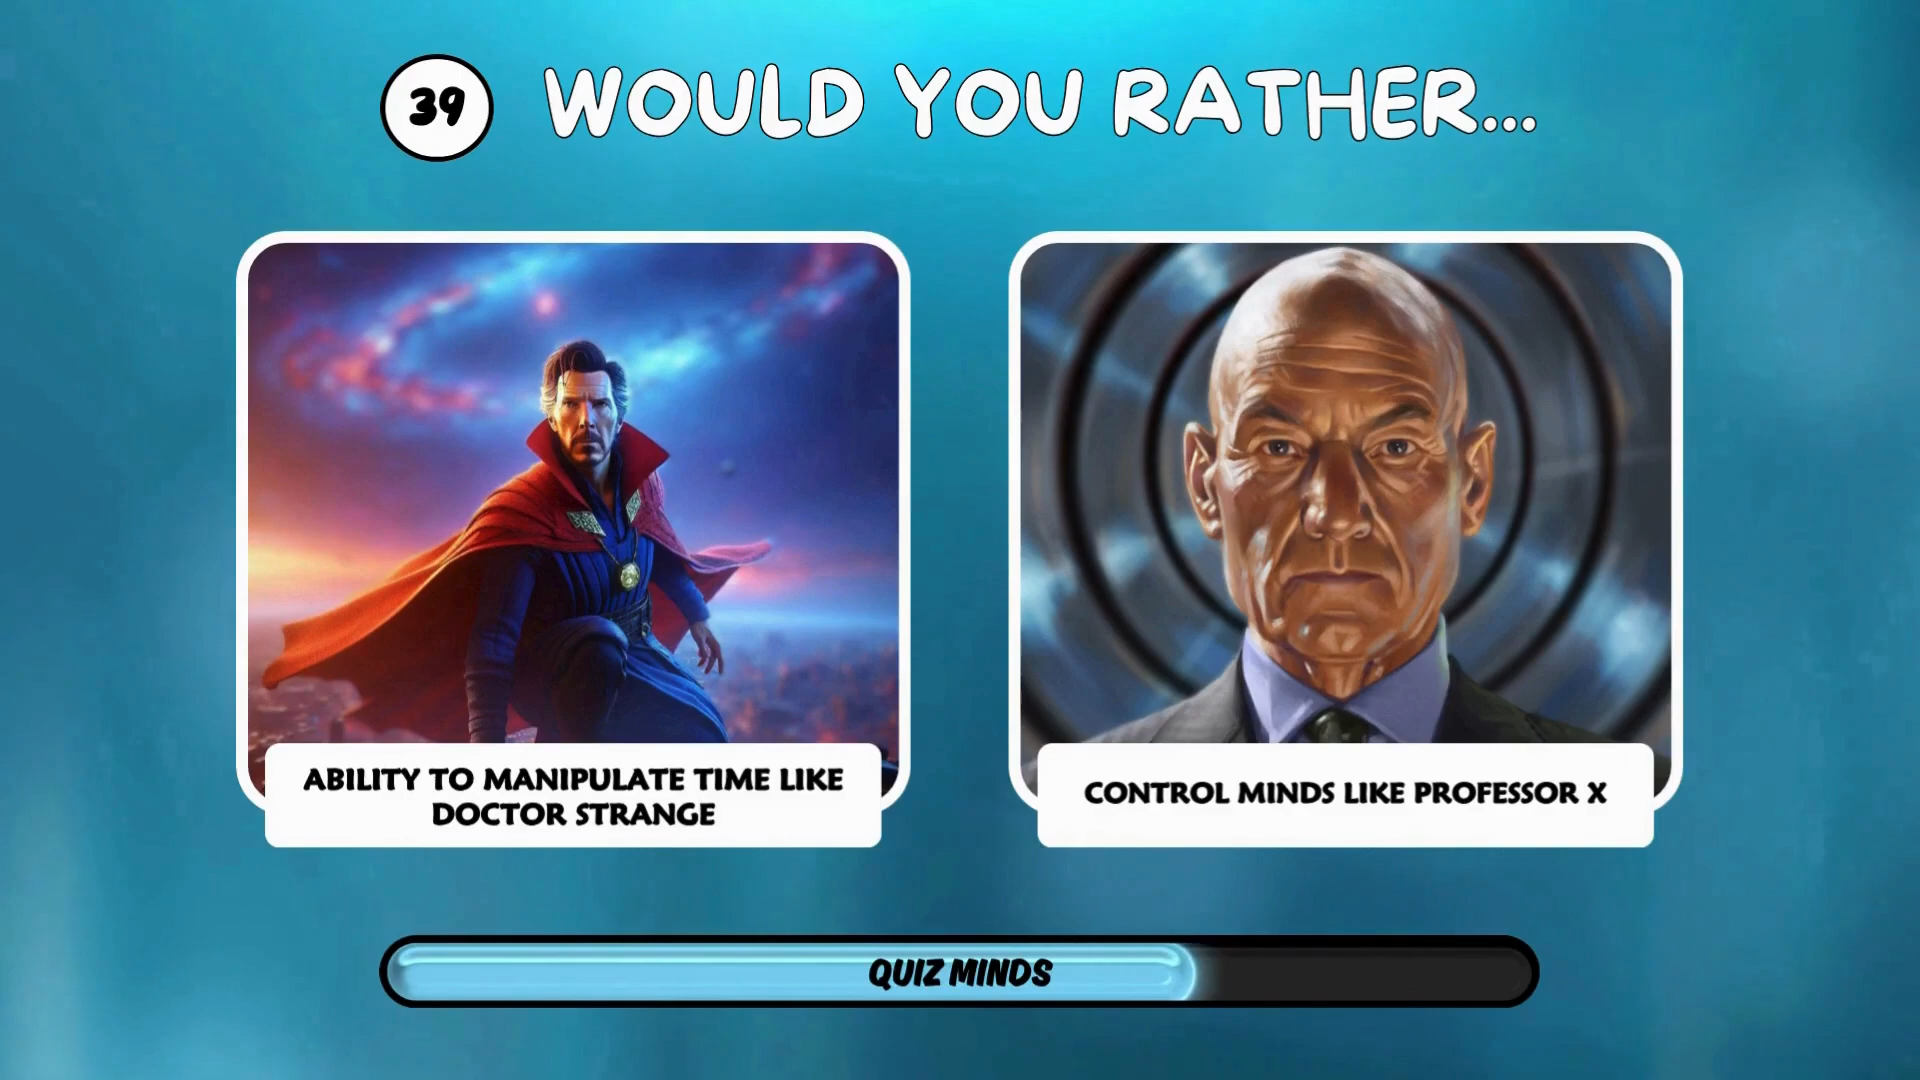 39
WOULD YOU RATHER...
ABILITY TO MANIPULATE TIME LIKE
DOCTOR STRANGE
CONTROL MINDS LIKE PROFESSOR X
QUIZ MINDS